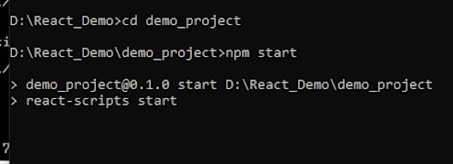 D:\React_Demo>cd demo_project
D:\React_Demo\demo_project>npm start
> demo_project@0.1.0 start D:\React_Demo\demo_project
> react-scripts start